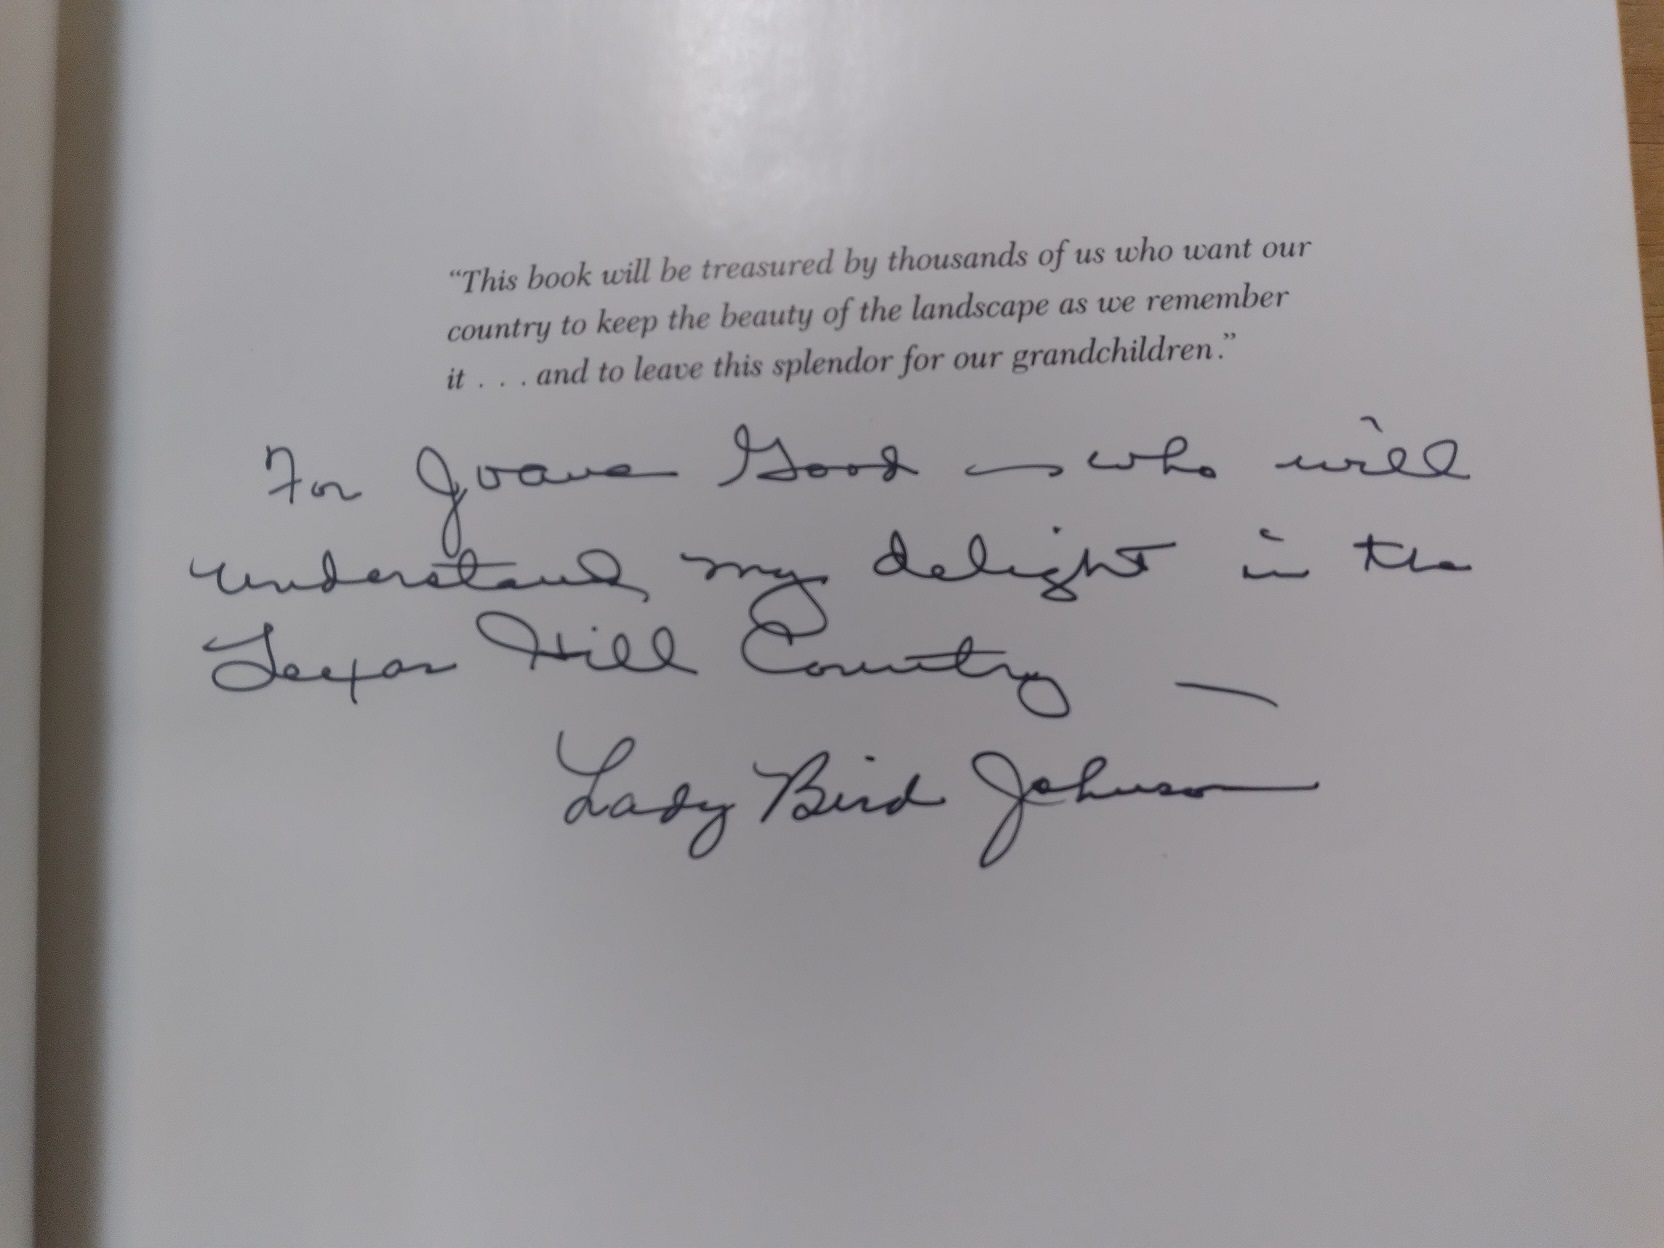 “This book will be treasured by thousands of us who want our
country to keep the beauty of the landscape as we remember
it . . . and to leave this splendor for our grandchildren.”
For Joane Good — who will
understand my delight in the
Texas Hill Country —
Lady Bird Johnson